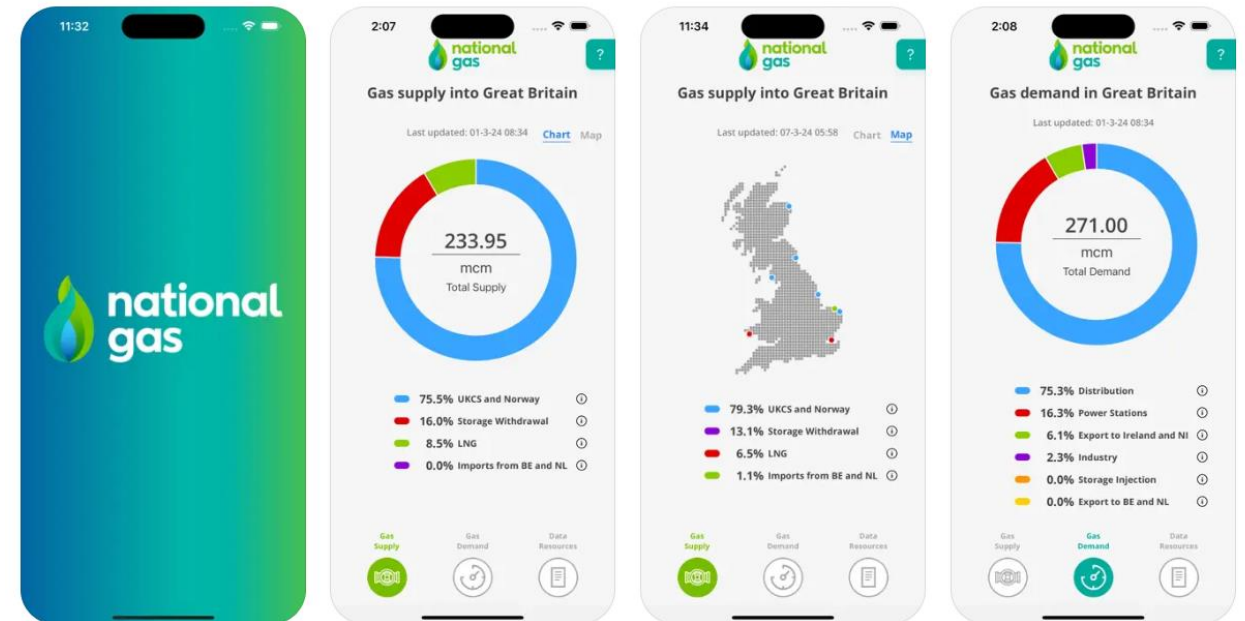 11:32
national
gas
2:07
national
gas
?
Gas supply into Great Britain
Last updated: 01-3-24 08:34 Chart Map
233.95
mcm
Total Supply
75.5% UKCS and Norway
16.0% Storage Withdrawal
8.5% LNG
0.0% Imports from BE and NL
Gas Supply
Gas Demand
Data Resources
11:34
national
gas
?
Gas supply into Great Britain
Last updated: 07-3-24 05:58 Chart Map
79.3% UKCS and Norway
13.1% Storage Withdrawal
6.5% LNG
1.1% Imports from BE and NL
Gas Supply
Gas Demand
Data Resources
2:08
national
gas
?
Gas demand in Great Britain
Last updated: 01-3-24 08:34
271.00
mcm
Total Demand
75.3% Distribution
16.3% Power Stations
6.1% Export to Ireland and NI
2.3% Industry
0.0% Storage Injection
0.0% Export to BE and NL
Gas Supply
Gas Demand
Data Resources